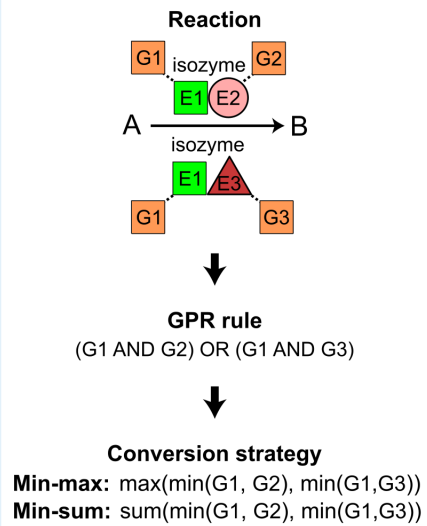 Reaction
G1
G2
isozyme
E1 E2
A B
isozyme
E1 E3
G1
G3
GPR rule
(G1 AND G2) OR (G1 AND G3)
Conversion strategy
Min-max: max(min(G1, G2), min(G1,G3))
Min-sum: sum(min(G1, G2), min(G1,G3))